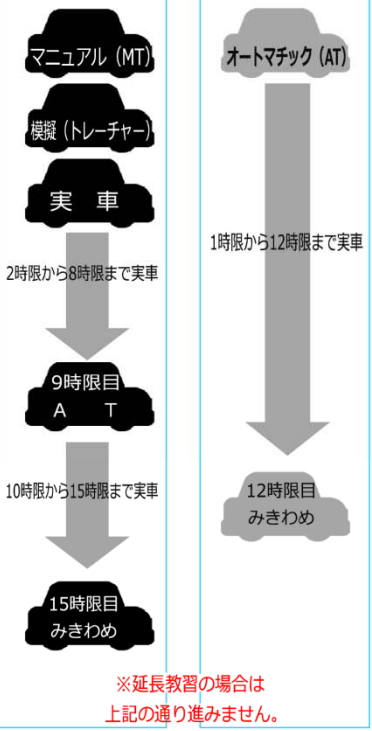 マニュアル（MT）
模擬（トレーチャー）
実　車
2時限から8時限まで実車
9時限目
A　T
10時限から15時限まで実車
15時限目
みきわめ
オートマチック（AT）
1時限から12時限まで実車
12時限目
みきわめ
※延長教習の場合は
上記の通り進みません。